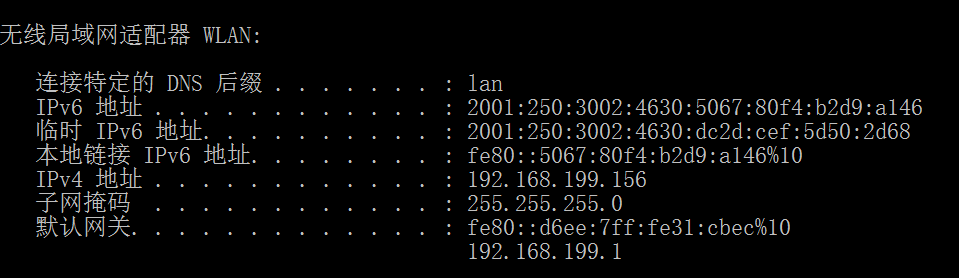 无线局域网适配器 WLAN:
连接特定的 DNS 后缀 . . . . . . . : lan
IPv6 地址 . . . . . . . . . . . . : 2001:250:3002:4630:5067:80f4:b2d9:a146
临时 IPv6 地址. . . . . . . . . . : 2001:250:3002:4630:dc2d:cef:5d50:2d68
本地链接 IPv6 地址. . . . . . . . : fe80::5067:80f4:b2d9:a146%10
IPv4 地址 . . . . . . . . . . . . : 192.168.199.156
子网掩码  . . . . . . . . . . . . : 255.255.255.0
默认网关. . . . . . . . . . . . . : fe80::d6ee:7ff:fe31:cbec%10
192.168.199.1